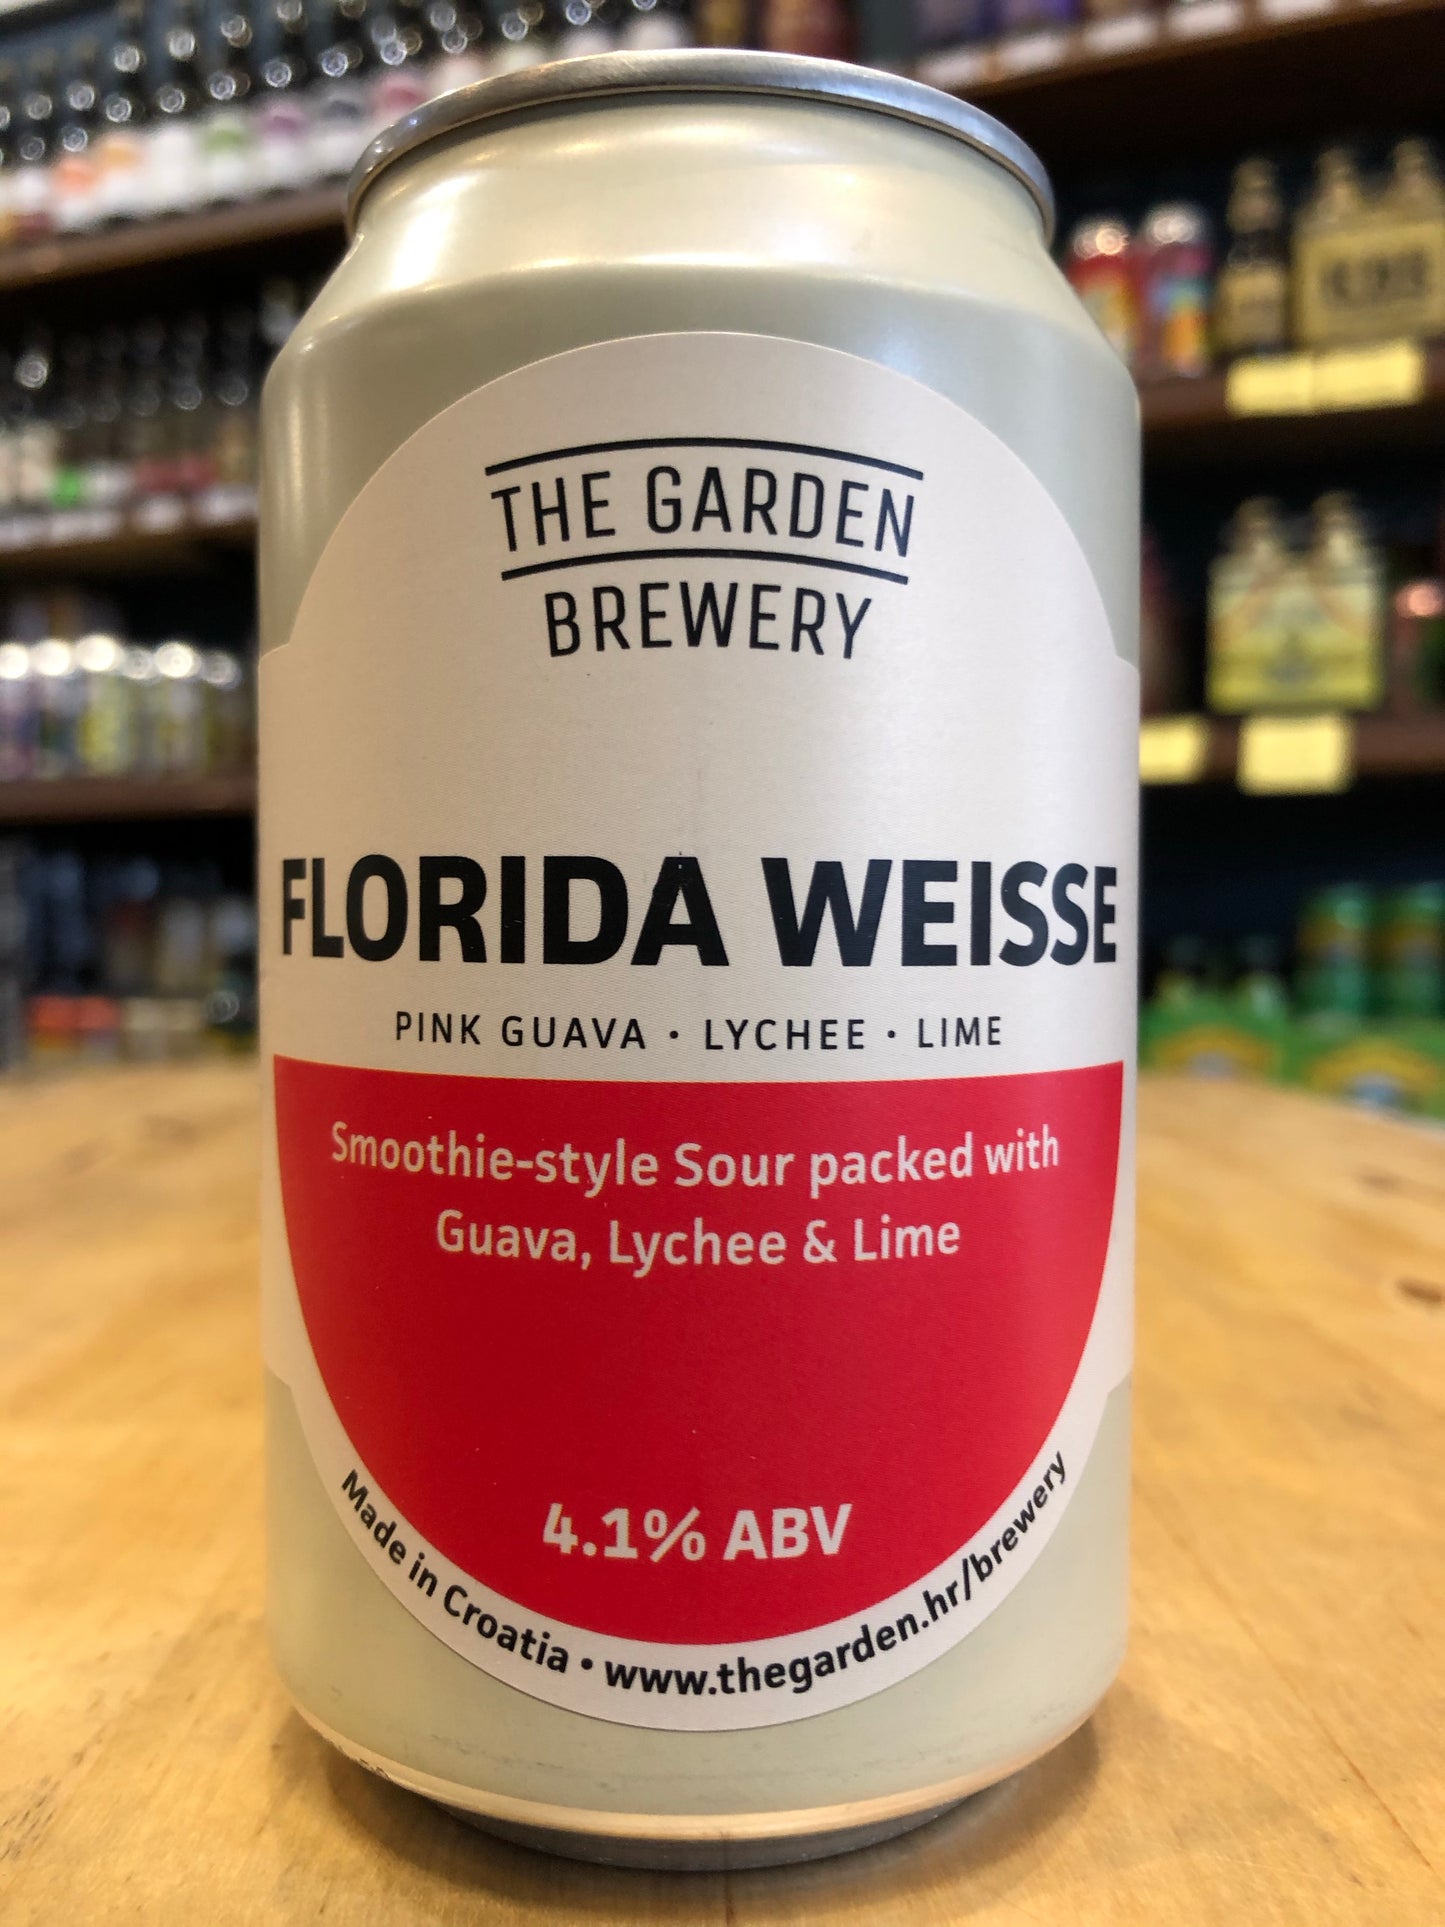 THE GARDEN
BREWERY
FLORIDA WEISSE
PINK GUAVA • LYCHEE • LIME
Smoothie-style Sour packed with
Guava, Lychee & Lime
4.1% ABV
Made in Croatia • www.thegarden.hr/brewery